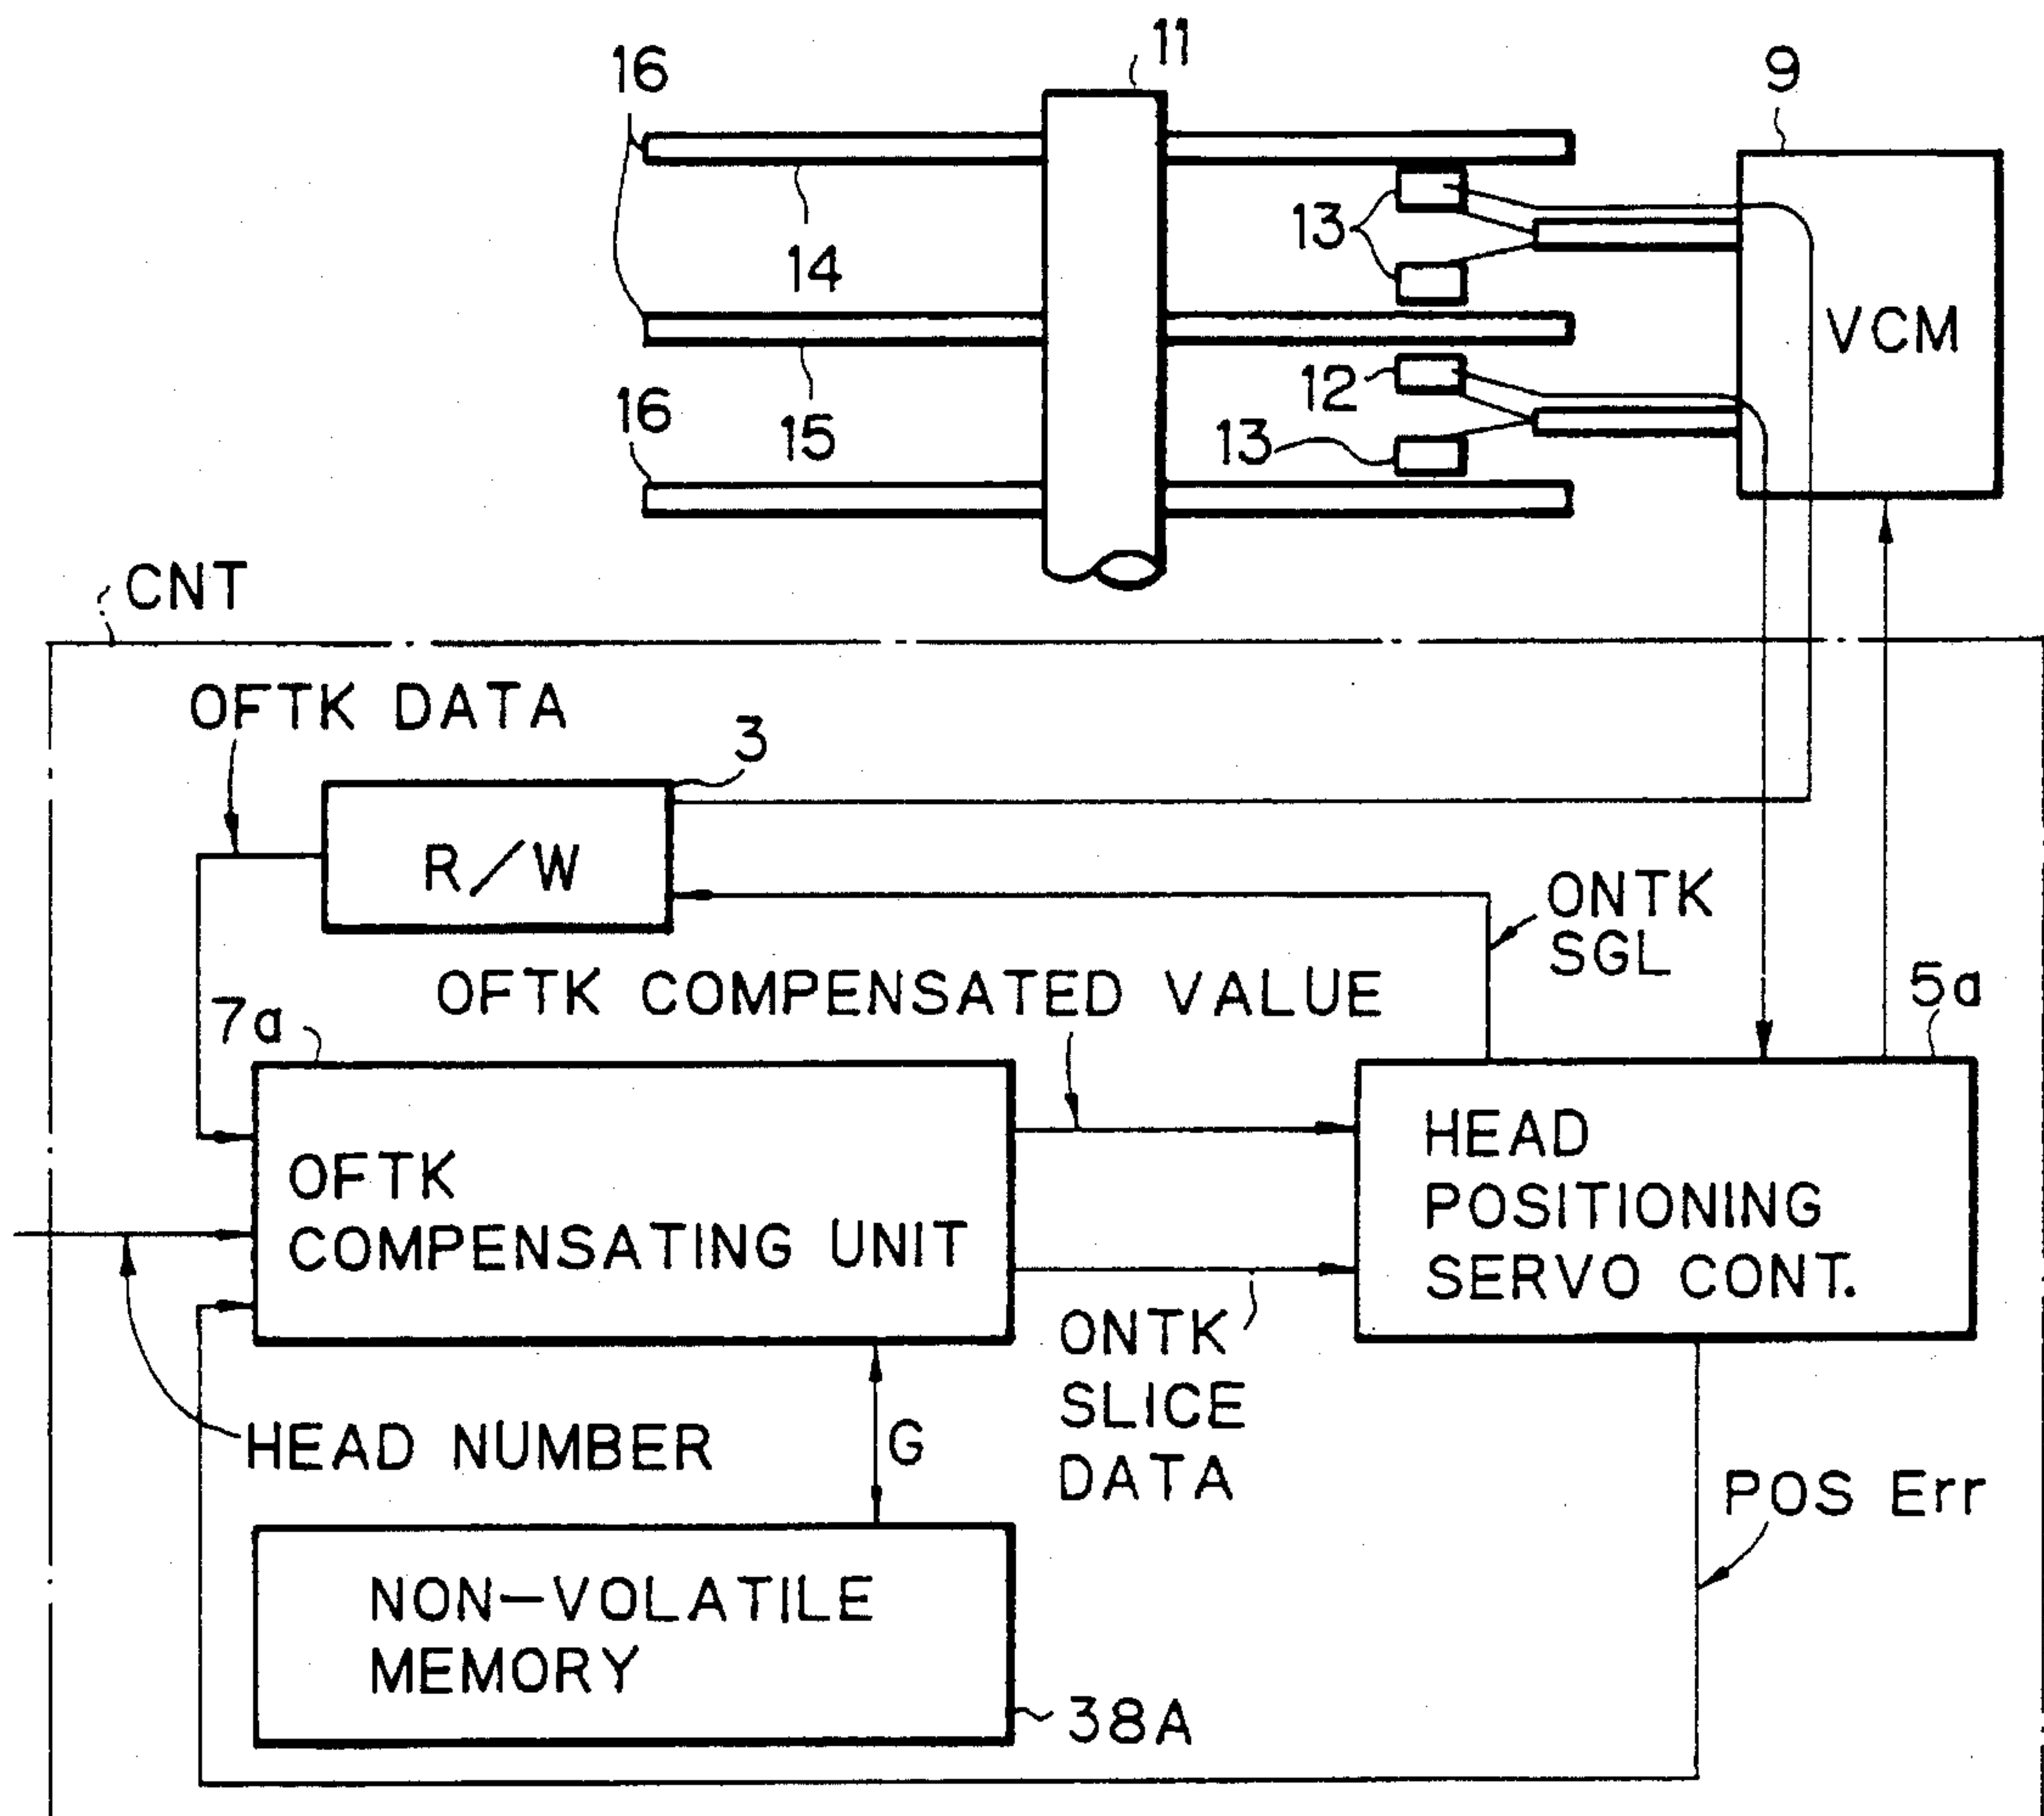 11
16
9
13
14
VCM
12
16
15
13
CNT
OFTK DATA
3
R/W
ONTK
SGL
OFTK COMPENSATED VALUE
5a
7a
HEAD
POSITIONING
SERVO CONT.
OFTK
COMPENSATING UNIT
ONTK
SLICE
DATA
HEAD NUMBER
G
POS Err
NON-VOLATILE
MEMORY
38A